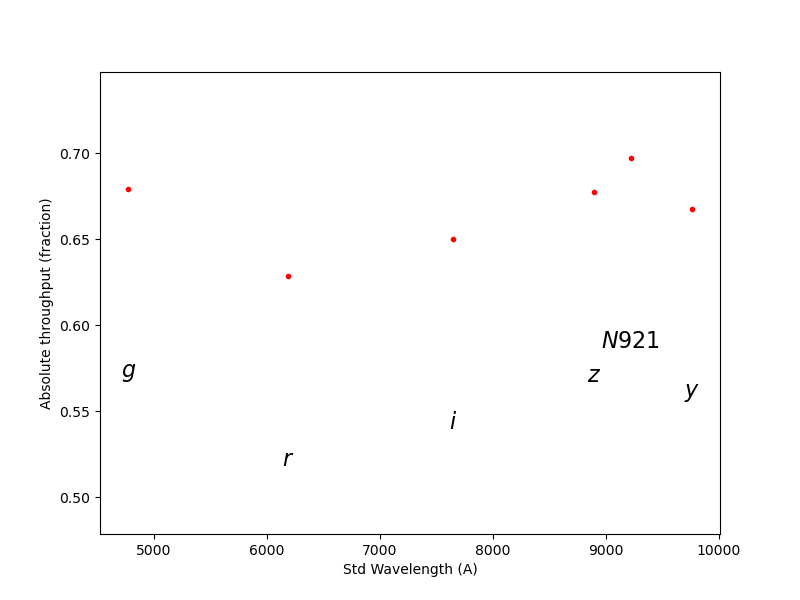 0.70
0.65
0.60
0.55
0.50
Absolute throughput (fraction)
g
r
i
z
N921
y
5000 6000 7000 8000 9000 10000
Std Wavelength (A)